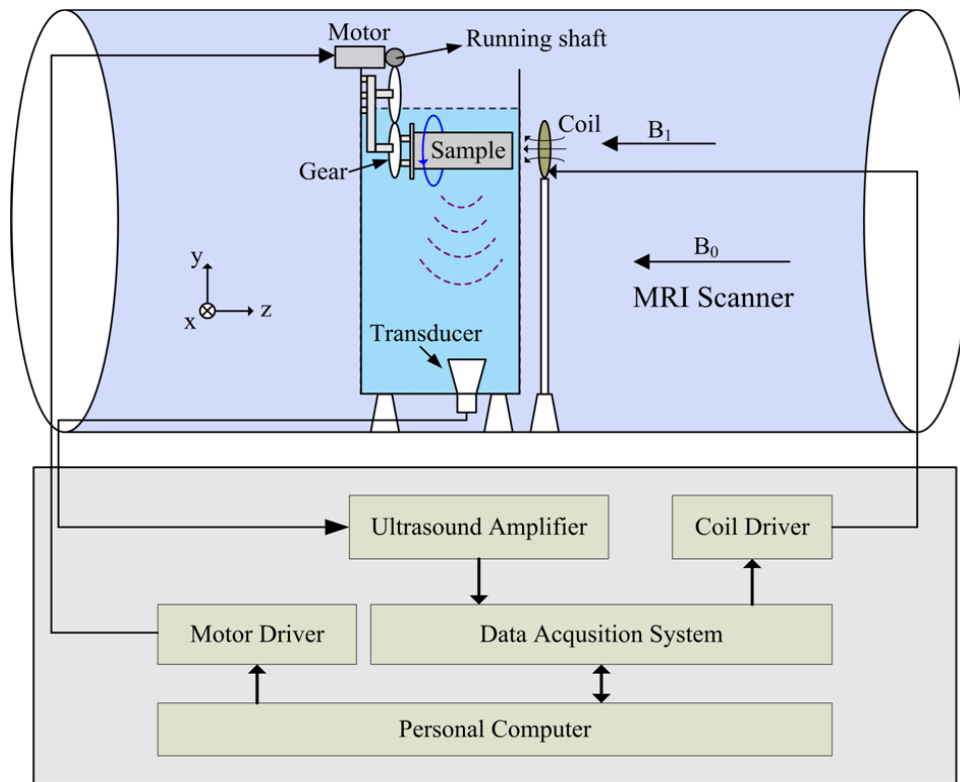 Motor
Running shaft
Coil
B₁
Sample
Gear
B₀
y
MRI Scanner
x
z
Transducer
Ultrasound Amplifier
Coil Driver
Motor Driver
Data Acqusition System
Personal Computer